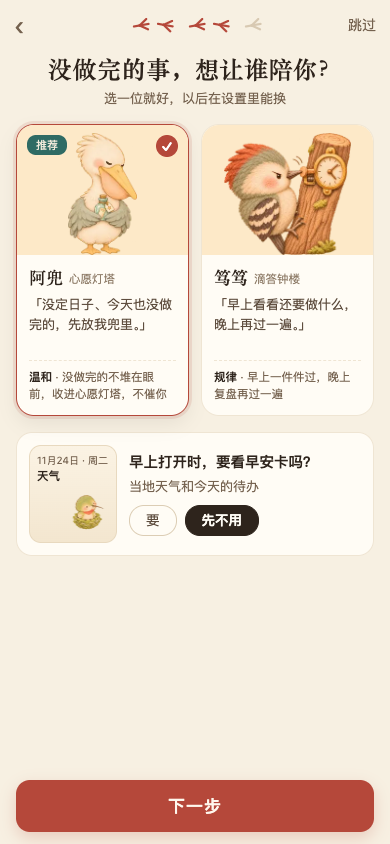 跳过
没做完的事，想让谁陪你?
选一位就好，以后在设置里能换
推荐
阿兜 心愿灯塔
「没定日子、今天也没做
完的，先放我兜里。」
温和 · 没做完的不堆在眼
前，收进心愿灯塔，不催你
笃笃 滴答钟楼
「早上看看还要做什么，
晚上再过一遍。」
规律 · 早上一件件过，晚上
复盘再过一遍
11月24日 · 周二
天气
早上打开时，要看早安卡吗?
当地天气和今天的待办
要
先不用
下一步